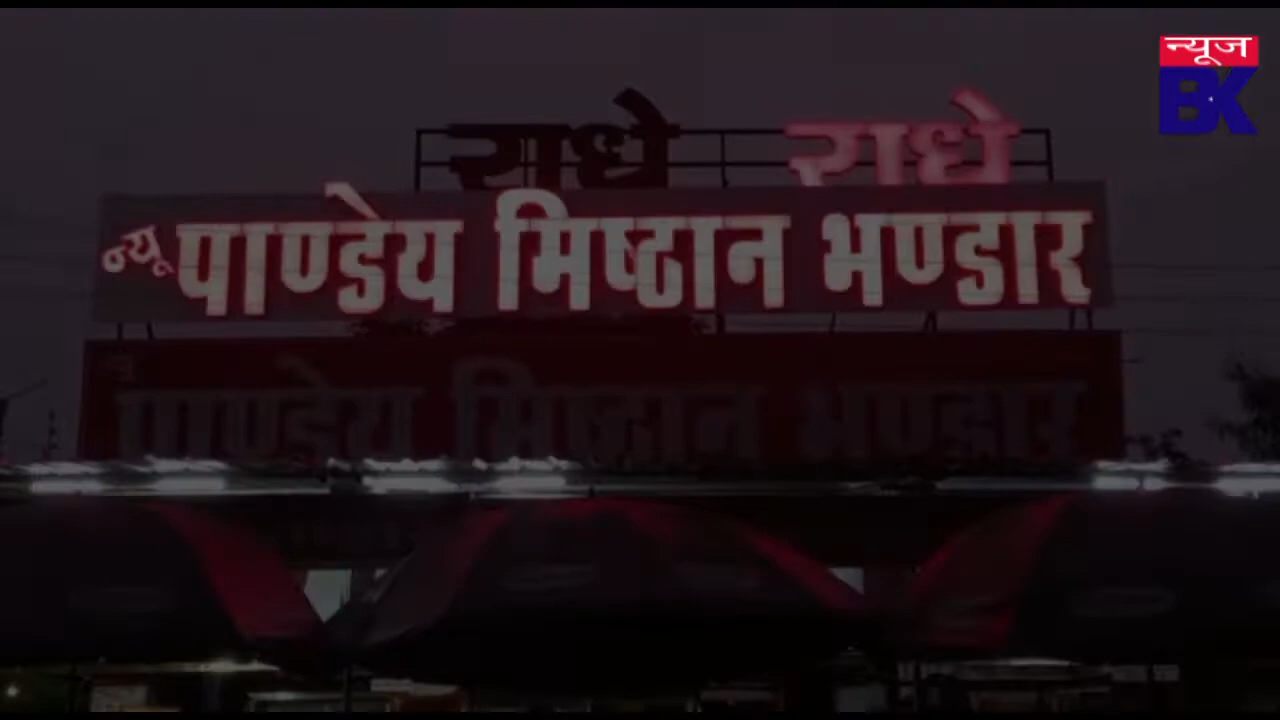 न्यूज
BK
राधे राधे
न्यू पाण्डेय मिष्ठान भण्डार
पाण्डेय मिष्ठान भण्डार